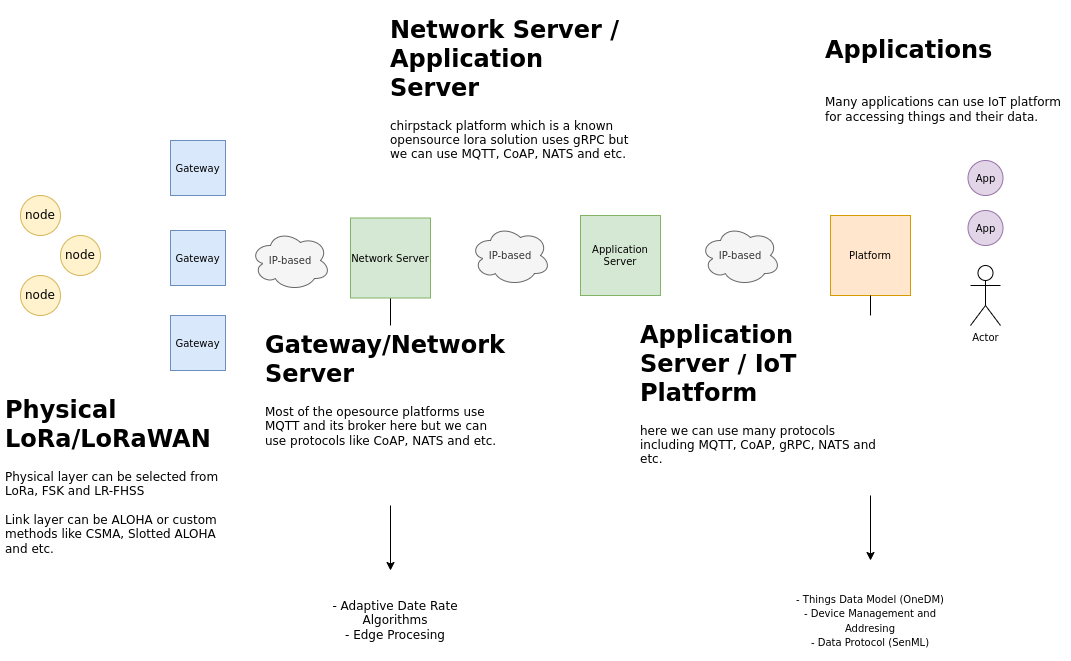 Network Server /
Application
Server
chirpstack platform which is a known
opensource lora solution uses gRPC but
we can use MQTT, CoAP, NATS and etc.
Applications
Many applications can use IoT platform
for accessing things and their data.
node
node
node
Gateway
Gateway
Gateway
IP-based
Network Server
IP-based
Application
Server
IP-based
Platform
App
App
Actor
Physical
LoRa/LoRaWAN
Physical layer can be selected from
LoRa, FSK and LR-FHSS
Link layer can be ALOHA or custom
methods like CSMA, Slotted ALOHA
and etc.
Gateway/Network
Server
Most of the opesource platforms use
MQTT and its broker here but we can
use protocols like CoAP, NATS and etc.
Application
Server / IoT
Platform
here we can use many protocols
including MQTT, CoAP, gRPC, NATS and
etc.
- Adaptive Date Rate
Algorithms
- Edge Procesing
- Things Data Model (OneDM)
- Device Management and
Addresing
- Data Protocol (SenML)